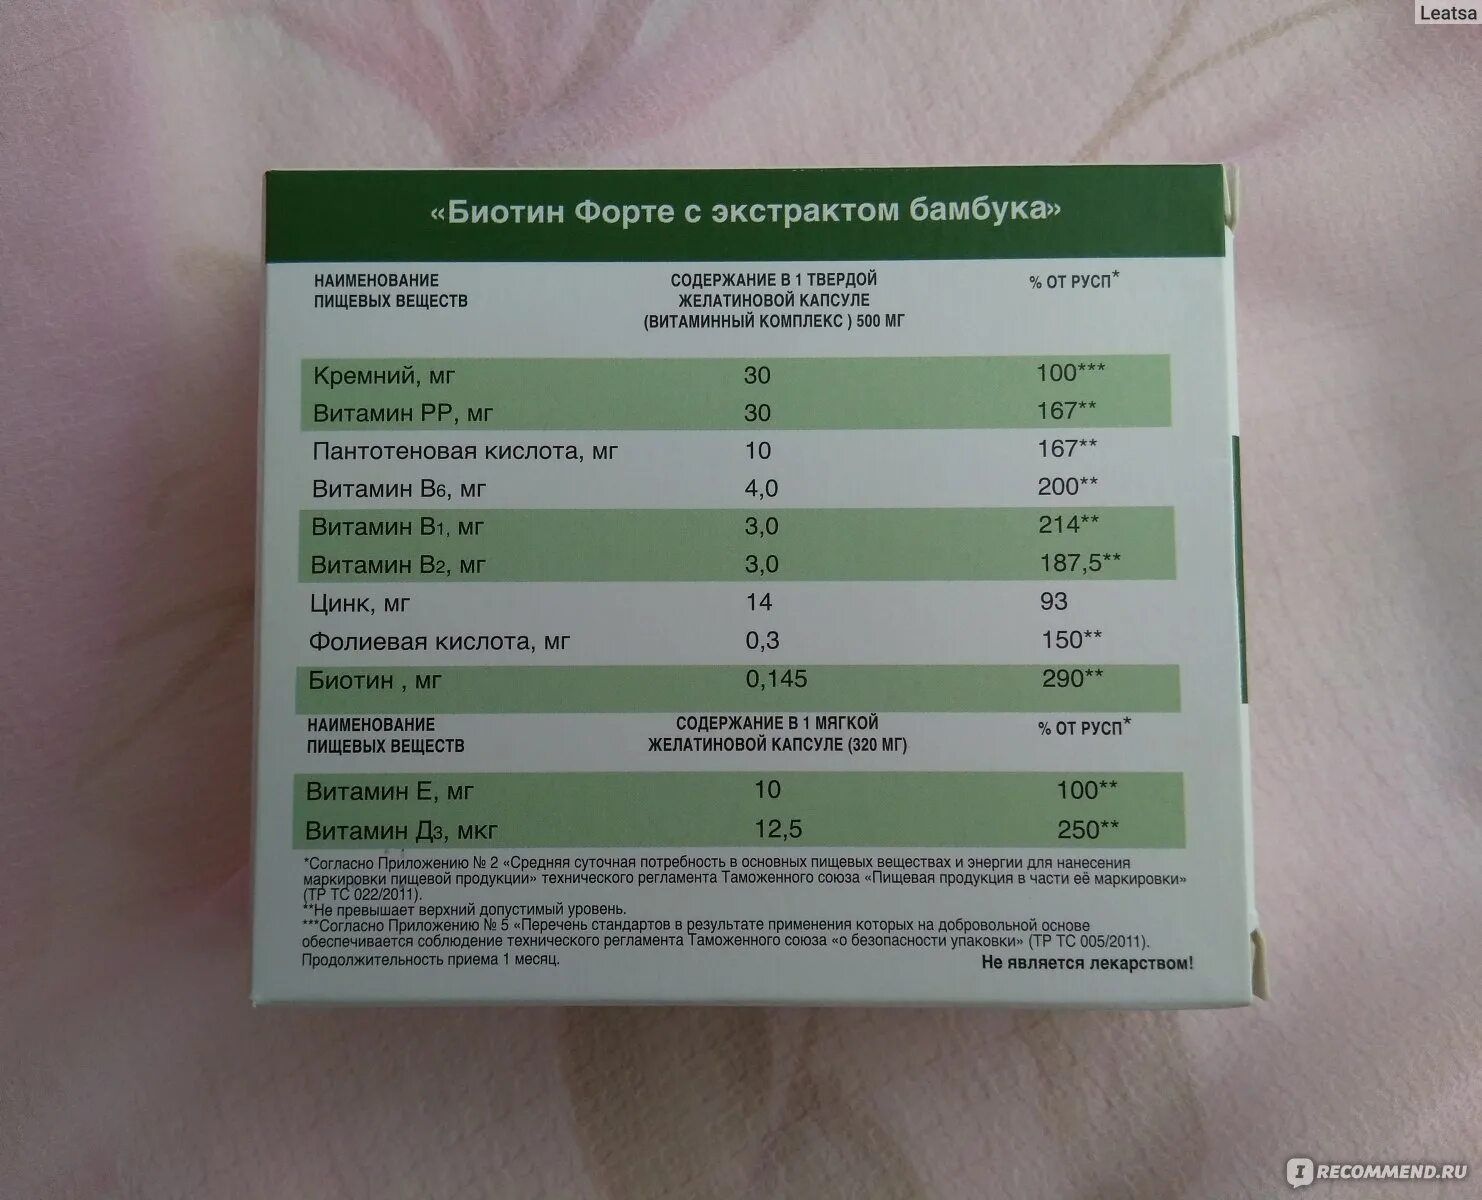 Leatsa
«Биотин Форте с экстрактом бамбука»
НАИМЕНОВАНИЕ
ПИЩЕВЫХ ВЕЩЕСТВ
СОДЕРЖАНИЕ В 1 ТВЕРДОЙ
ЖЕЛАТИНОВОЙ КАПСУЛЕ
(ВИТАМИННЫЙ КОМПЛЕКС ) 500 МГ
% ОТ РУСП*
Кремний, мг 30 100***
Витамин РР, мг 30 167**
Пантотеновая кислота, мг 10 167**
Витамин В6, мг 4,0 200**
Витамин В1, мг 3,0 214**
Витамин В2, мг 3,0 187,5**
Цинк, мг 14 93
Фолиевая кислота, мг 0,3 150**
Биотин , мг 0,145 290**
НАИМЕНОВАНИЕ
ПИЩЕВЫХ ВЕЩЕСТВ
СОДЕРЖАНИЕ В 1 МЯГКОЙ
ЖЕЛАТИНОВОЙ КАПСУЛЕ (320 МГ)
% ОТ РУСП*
Витамин Е, мг 10 100**
Витамин Д3, мкг 12,5 250**
*Согласно Приложению № 2 «Средняя суточная потребность в основных пищевых веществах и энергии для нанесения
маркировки пищевой продукции» технического регламента Таможенного союза «Пищевая продукция в части её маркировки»
(ТР ТС 022/2011).
**Не превышает верхний допустимый уровень.
***Согласно Приложению № 5 «Перечень стандартов в результате применения которых на добровольной основе
обеспечивается соблюдение технического регламента Таможенного союза «о безопасности упаковки» (ТР ТС 005/2011).
Продолжительность приема 1 месяц.
Не является лекарством!
IRECOMMEND.RU